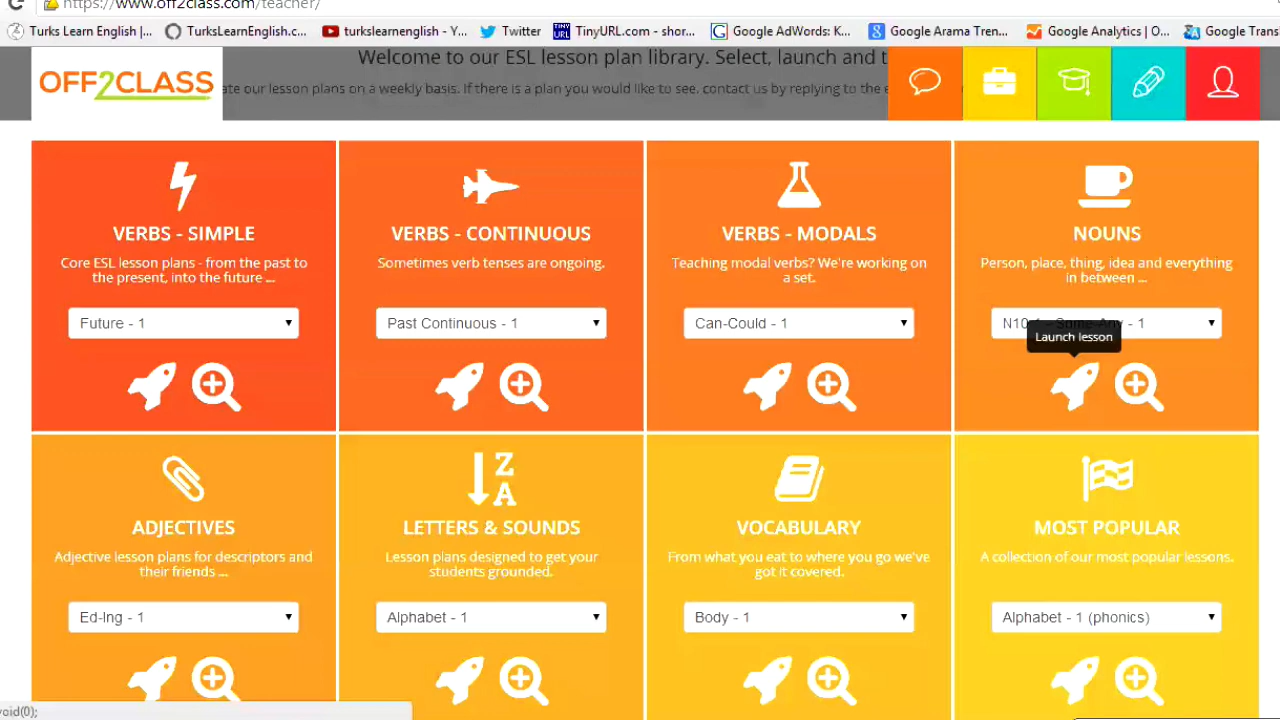 https://www.off2class.com/teacher/
Turks Learn English |... TurksLearnEnglish.c... turkslearnenglish - Y... Twitter TinyURL.com - shor... Google AdWords: K... Google Arama Tren... Google Analytics | O... Google Trans
Welcome to our ESL lesson plan library. Select, launch and t
OFF2CLASS
ate our lesson plans on a weekly basis. If there is a plan you would like to see, contact us by replying to the e
VERBS - SIMPLE
Core ESL lesson plans - from the past to
the present, into the future ...
Future - 1
VERBS - CONTINUOUS
Sometimes verb tenses are ongoing.
Past Continuous - 1
VERBS - MODALS
Teaching modal verbs? We're working on
a set.
Can-Could - 1
NOUNS
Person, place, thing, idea and everything
in between ...
N10.1 - Some-Any - 1
Launch lesson
ADJECTIVES
Adjective lesson plans for descriptors and
their friends ...
Ed-Ing - 1
Z
A
LETTERS & SOUNDS
Lesson plans designed to get your
students grounded.
Alphabet - 1
VOCABULARY
From what you eat to where you go we've
got it covered.
Body - 1
MOST POPULAR
A collection of our most popular lessons.
Alphabet - 1 (phonics)
void(0);